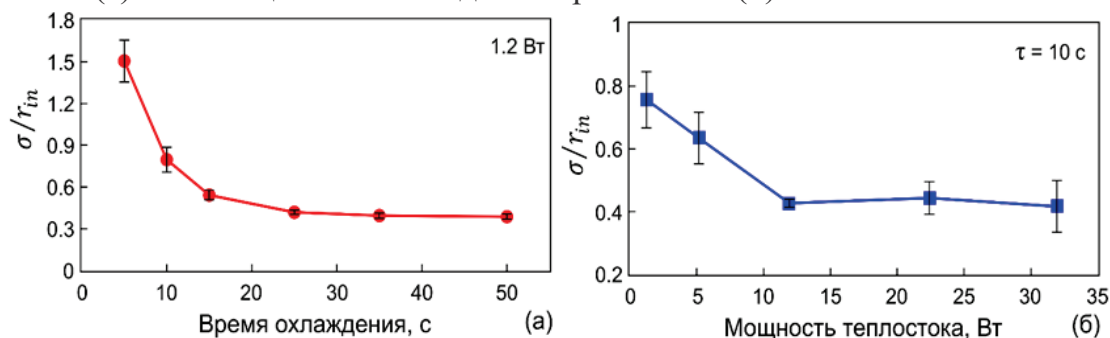 1.8
1.5
1.2
0.9
0.6
0.3
0
σ/r_in
1.2 Вт
0 10 20 30 40 50
Время охлаждения, с
(а)
1
0.8
0.6
0.4
0.2
σ/r_in
τ = 10 с
0 5 10 15 20 25 30 35
Мощность теплостока, Вт
(б)